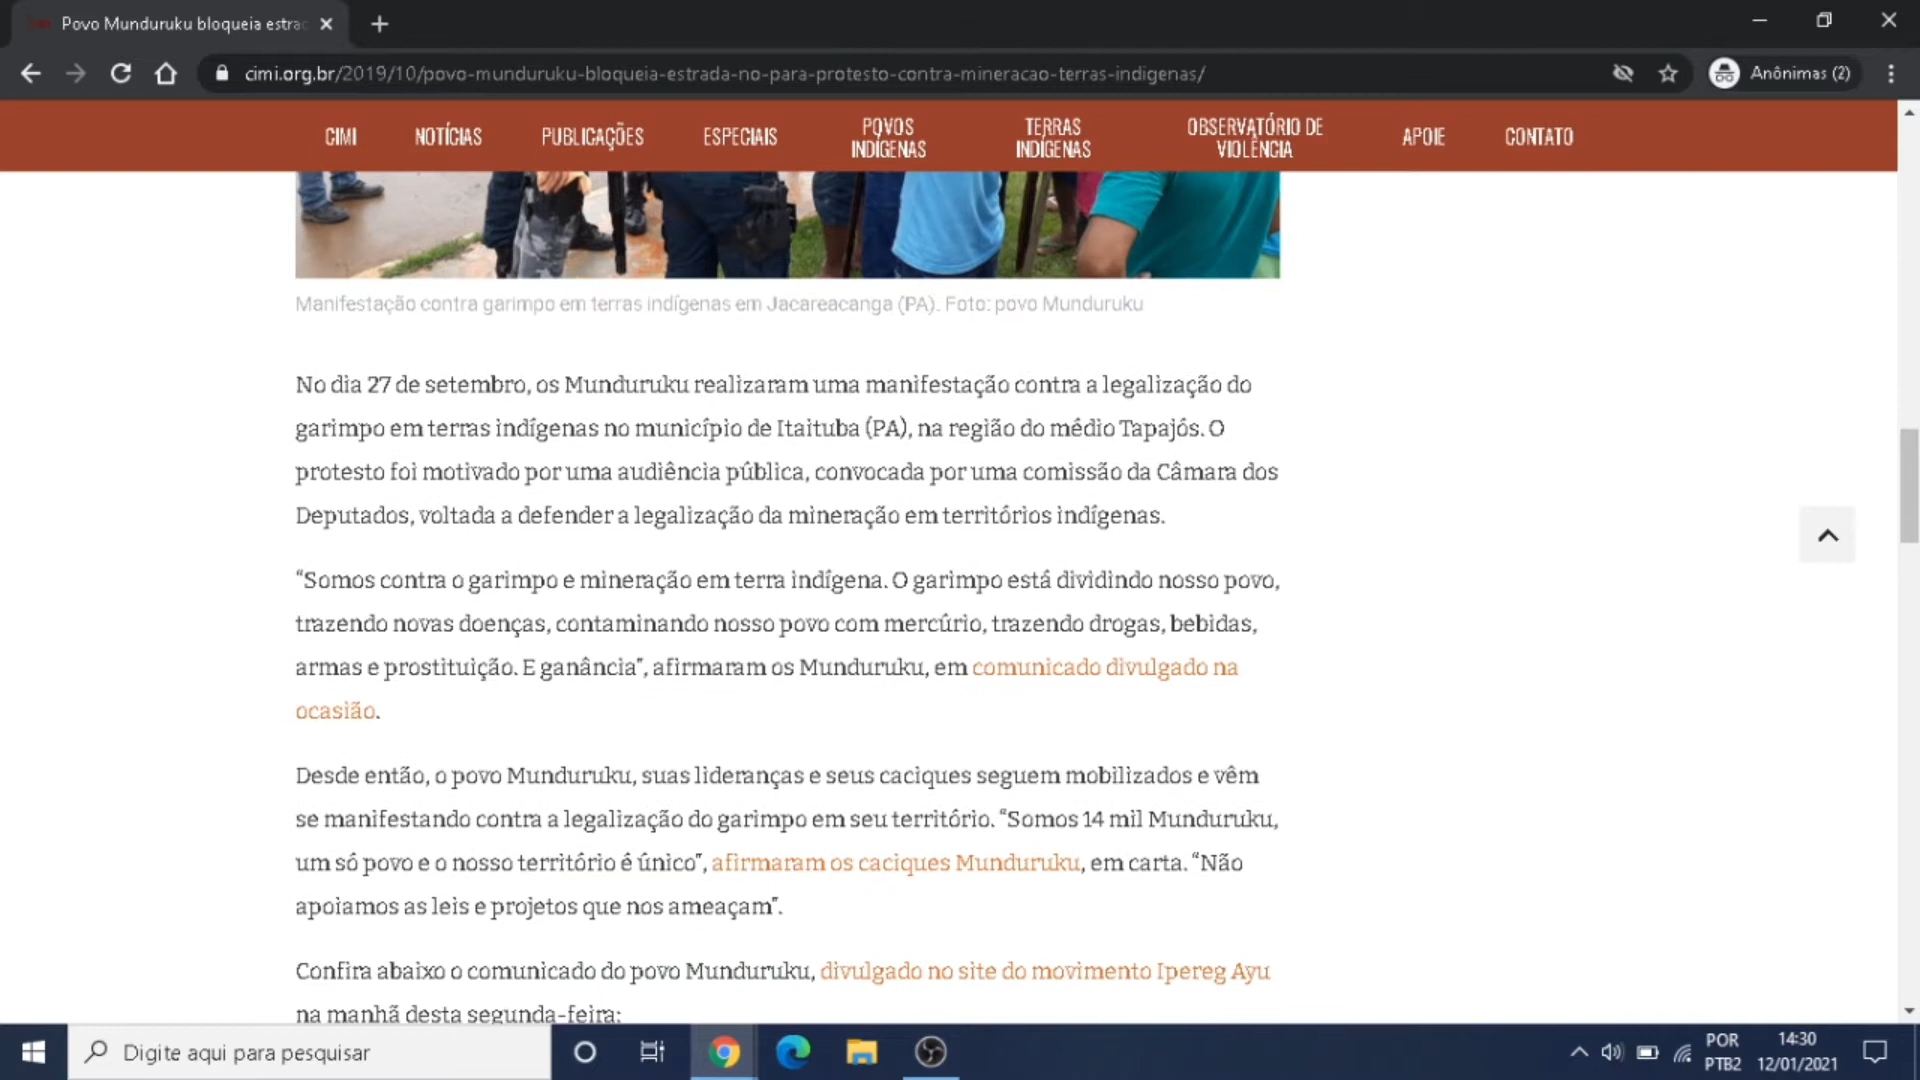 Povo Munduruku bloqueia estrac
cimi.org.br/2019/10/povo-munduruku-bloqueia-estrada-no-para-protesto-contra-mineracao-terras-indigenas/
Anônimas (2)
CIMI
NOTÍCIAS
PUBLICAÇÕES
ESPECIAIS
POVOS
INDÍGENAS
TERRAS
INDÍGENAS
OBSERVATÓRIO DE
VIOLÊNCIA
APOIE
CONTATO
Manifestação contra garimpo em terras indígenas em Jacareacanga (PA). Foto: povo Munduruku
No dia 27 de setembro, os Munduruku realizaram uma manifestação contra a legalização do
garimpo em terras indígenas no município de Itaituba (PA), na região do médio Tapajós. O
protesto foi motivado por uma audiência pública, convocada por uma comissão da Câmara dos
Deputados, voltada a defender a legalização da mineração em territórios indígenas.
“Somos contra o garimpo e mineração em terra indígena. O garimpo está dividindo nosso povo,
trazendo novas doenças, contaminando nosso povo com mercúrio, trazendo drogas, bebidas,
armas e prostituição. E ganância”, afirmaram os Munduruku, em comunicado divulgado na
ocasião.
Desde então, o povo Munduruku, suas lideranças e seus caciques seguem mobilizados e vêm
se manifestando contra a legalização do garimpo em seu território. “Somos 14 mil Munduruku,
um só povo e o nosso território é único”, afirmaram os caciques Munduruku, em carta. “Não
apoiamos as leis e projetos que nos ameaçam”.
Confira abaixo o comunicado do povo Munduruku, divulgado no site do movimento Ipereg Ayu
na manhã desta segunda-feira:
Digite aqui para pesquisar
POR
PTB2
14:30
12/01/2021